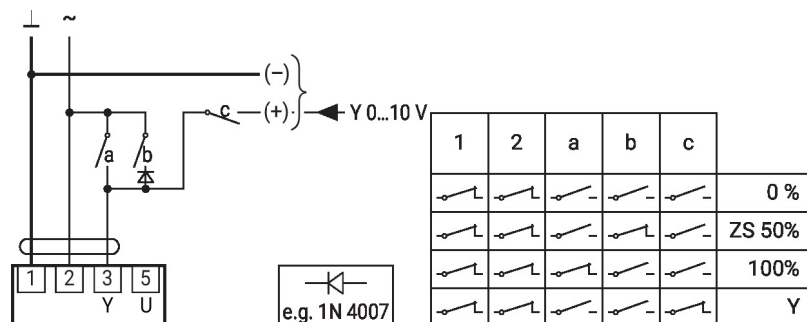 ⊥ ~
(–)
c (+) Y 0...10 V
a b
1 2 3 5
Y U
e.g. 1N 4007
1 2 a b c
0 %
ZS 50%
100%
Y